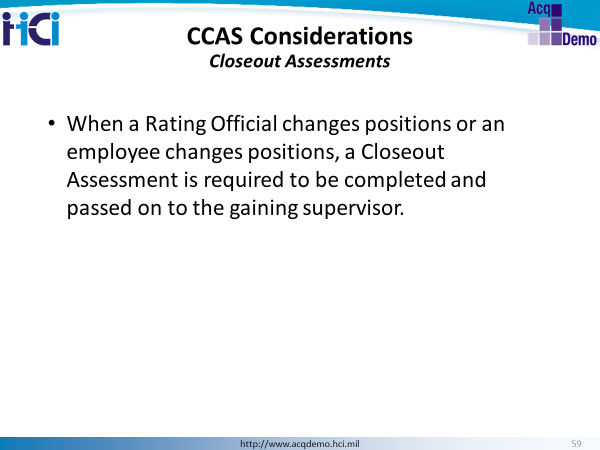 HCi
Acq
Demo
CCAS Considerations
Closeout Assessments
• When a Rating Official changes positions or an
employee changes positions, a Closeout
Assessment is required to be completed and
passed on to the gaining supervisor.
http://www.acqdemo.hci.mil
59